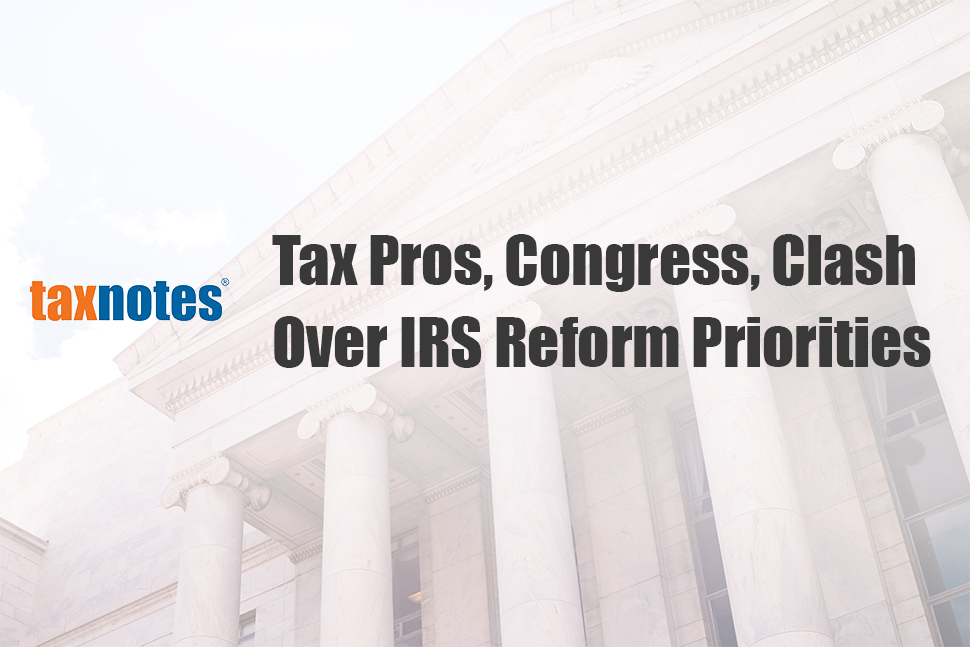 taxnotes®
Tax Pros, Congress, Clash
Over IRS Reform Priorities